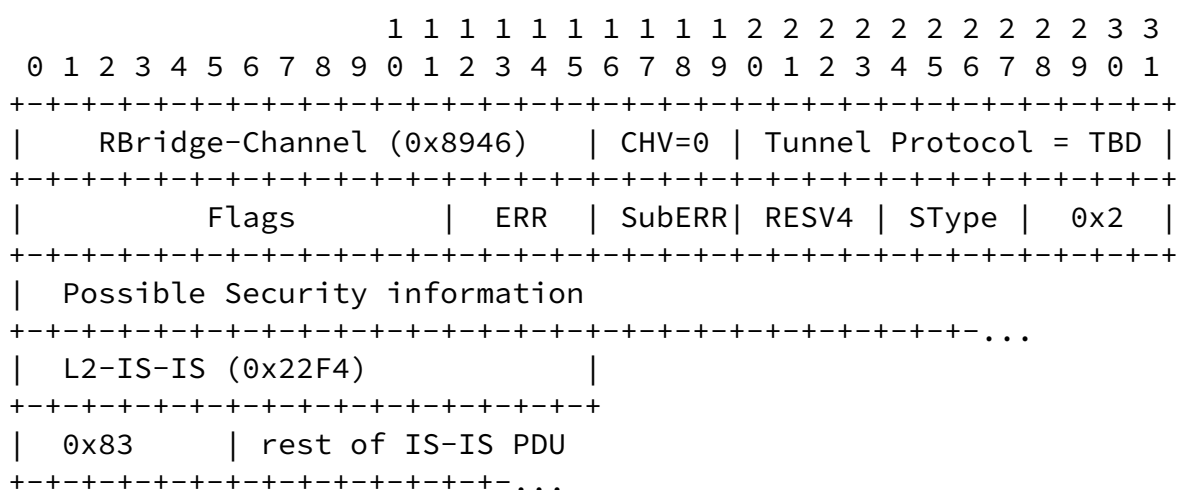 1 1 1 1 1 1 1 1 1 1 2 2 2 2 2 2 2 2 2 2 3 3
 0 1 2 3 4 5 6 7 8 9 0 1 2 3 4 5 6 7 8 9 0 1 2 3 4 5 6 7 8 9 0 1
+-+-+-+-+-+-+-+-+-+-+-+-+-+-+-+-+-+-+-+-+-+-+-+-+-+-+-+-+-+-+-+-+
|    RBridge-Channel (0x8946)   | CHV=0 | Tunnel Protocol = TBD |
+-+-+-+-+-+-+-+-+-+-+-+-+-+-+-+-+-+-+-+-+-+-+-+-+-+-+-+-+-+-+-+-+
|          Flags        |  ERR  | SubERR| RESV4 | SType |  0x2  |
+-+-+-+-+-+-+-+-+-+-+-+-+-+-+-+-+-+-+-+-+-+-+-+-+-+-+-+-+-+-+-+-+
|  Possible Security information
+-+-+-+-+-+-+-+-+-+-+-+-+-+-+-+-+-+-+-+-+-+-+-+-+-+-+-...
|  L2-IS-IS (0x22F4)            |
+-+-+-+-+-+-+-+-+-+-+-+-+-+-+-+-+
|  0x83     | rest of IS-IS PDU
+-+-+-+-+-+-+-+-+-+-+-+-+-+-...